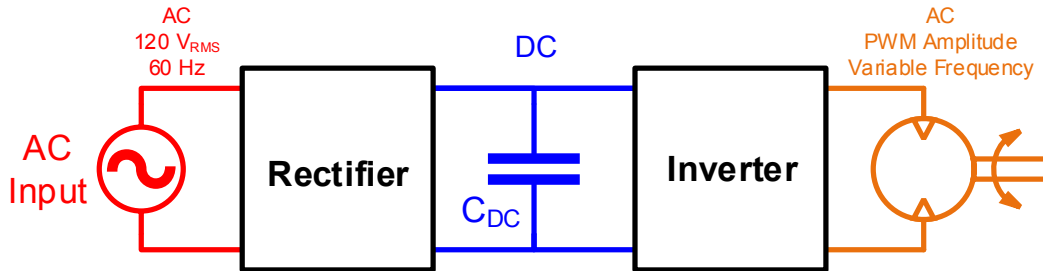 AC
120 VRMS
60 Hz
AC
Input
Rectifier
DC
CDC
Inverter
AC
PWM Amplitude
Variable Frequency